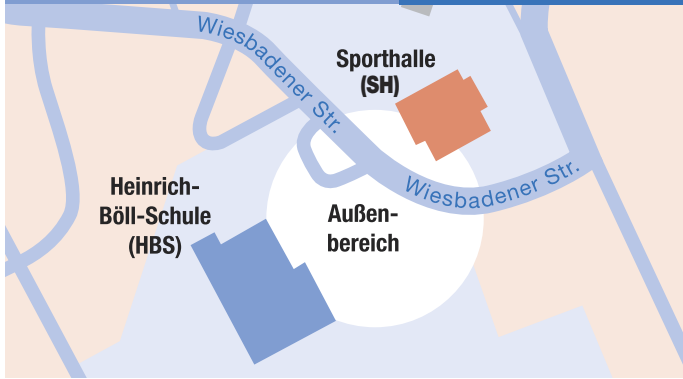 Wiesbadener Str.
Sporthalle
(SH)
Heinrich-
Böll-Schule
(HBS)
Wiesbadener Str.
Außen-
bereich